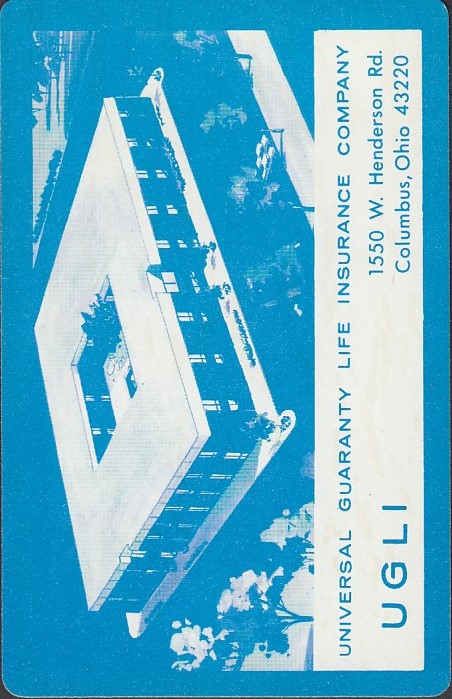 UNIVERSAL GUARANTY LIFE INSURANCE COMPANY
UGLI
1550 W. Henderson Rd.
Columbus, Ohio 43220